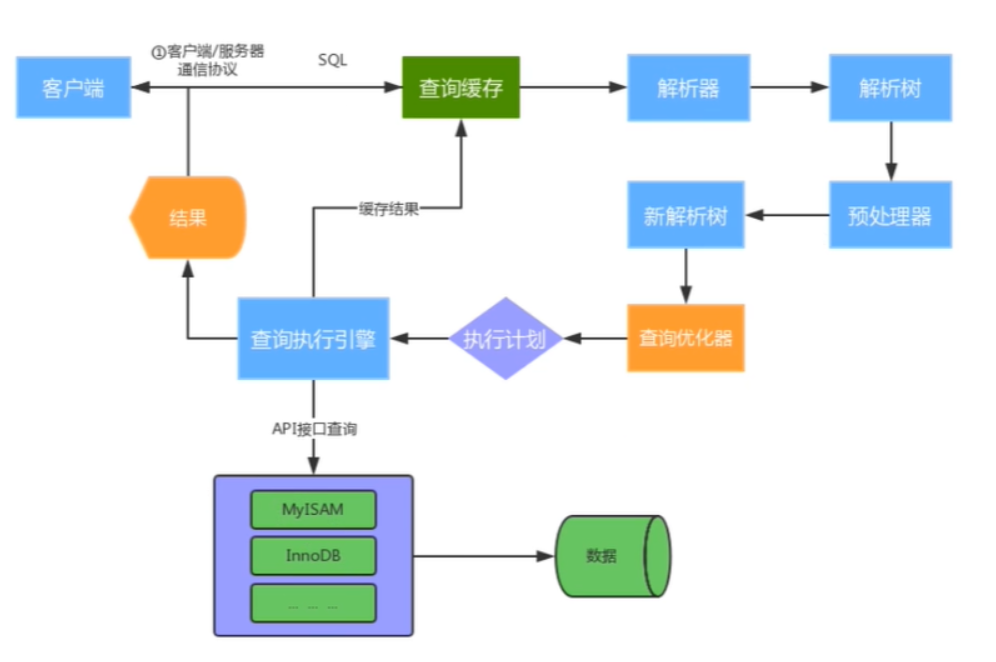 ①客户端/服务器
通信协议
SQL
客户端
查询缓存
解析器
解析树
结果
缓存结果
新解析树
预处理器
查询执行引擎
执行计划
查询优化器
API接口查询
MyISAM
InnoDB
... ... ...
数据